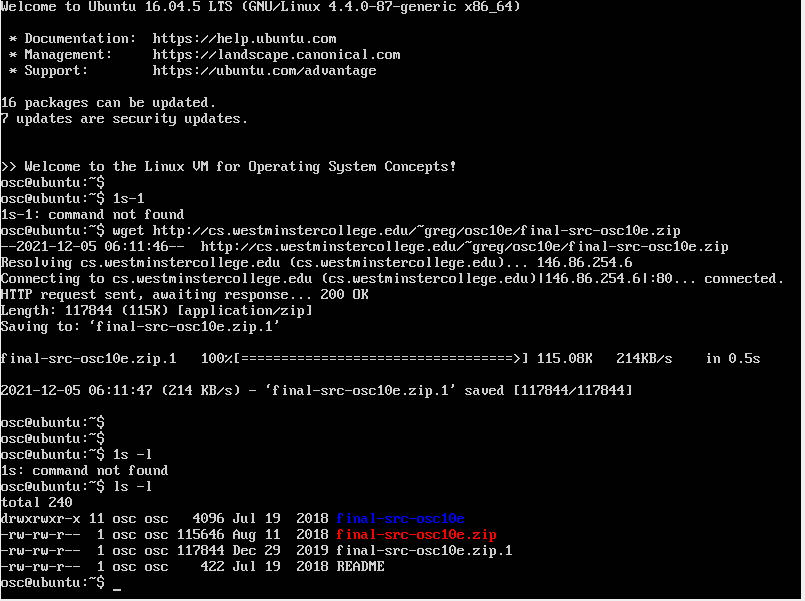 Welcome to Ubuntu 16.04.5 LTS (GNU/Linux 4.4.0-87-generic x86_64)
* Documentation:  https://help.ubuntu.com
* Management:     https://landscape.canonical.com
* Support:        https://ubuntu.com/advantage
16 packages can be updated.
7 updates are security updates.
>> Welcome to the Linux VM for Operating System Concepts!
osc@ubuntu:~$
osc@ubuntu:~$ 1s-1
1s-1: command not found
osc@ubuntu:~$ wget http://cs.westminstercollege.edu/~greg/osc10e/final-src-osc10e.zip
--2021-12-05 06:11:46--  http://cs.westminstercollege.edu/~greg/osc10e/final-src-osc10e.zip
Resolving cs.westminstercollege.edu (cs.westminstercollege.edu)... 146.86.254.6
Connecting to cs.westminstercollege.edu (cs.westminstercollege.edu)|146.86.254.6|:80... connected.
HTTP request sent, awaiting response... 200 OK
Length: 117844 (115K) [application/zip]
Saving to: ‘final-src-osc10e.zip.1’
final-src-osc10e.zip.1   100%[==================================>] 115.08K   214KB/s    in 0.5s
2021-12-05 06:11:47 (214 KB/s) - ‘final-src-osc10e.zip.1’ saved [117844/117844]
osc@ubuntu:~$
osc@ubuntu:~$
osc@ubuntu:~$ 1s -l
1s: command not found
osc@ubuntu:~$ ls -l
total 240
drwxrwxr-x 11 osc osc   4096 Jul 19  2018 final-src-osc10e
-rw-rw-r--  1 osc osc 115646 Aug 11  2018 final-src-osc10e.zip
-rw-rw-r--  1 osc osc 117844 Dec 29  2019 final-src-osc10e.zip.1
-rw-rw-r--  1 osc osc    422 Jul 19  2018 README
osc@ubuntu:~$ _